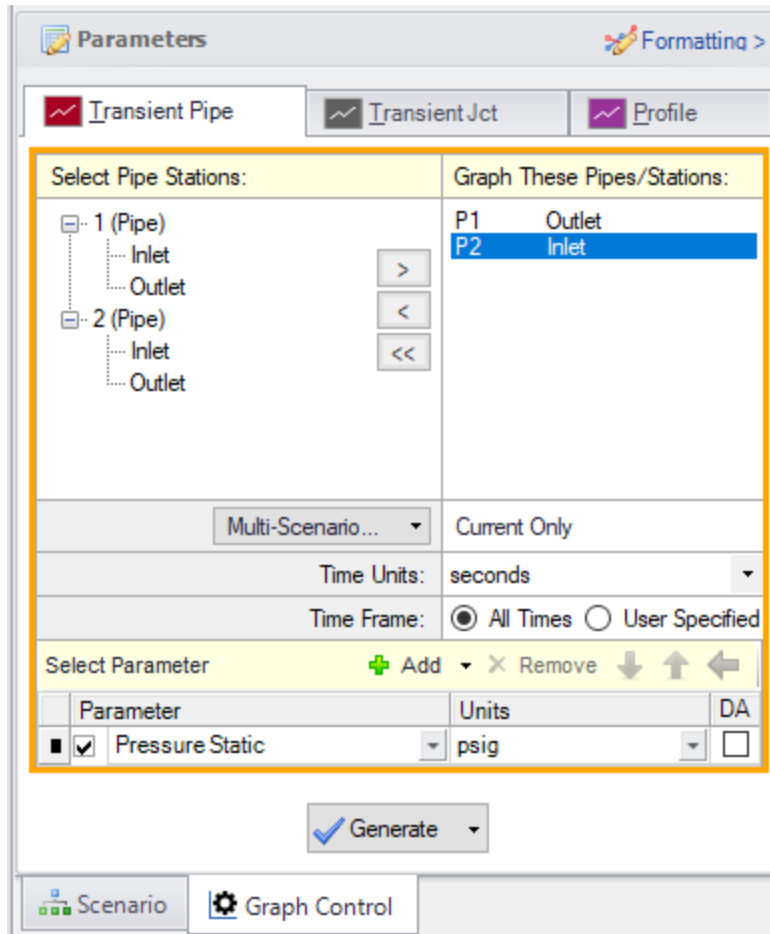 Parameters
Formatting >
Transient Pipe
Transient Jct
Profile
Select Pipe Stations:
Graph These Pipes/Stations:
1 (Pipe)
Inlet
Outlet
2 (Pipe)
Inlet
Outlet
>
<
<<
P1 Outlet
P2 Inlet
Multi-Scenario...
Current Only
Time Units:
seconds
Time Frame:
All Times
User Specified
Select Parameter
Add
Remove
Parameter
Units
DA
Pressure Static
psig
Generate
Scenario
Graph Control